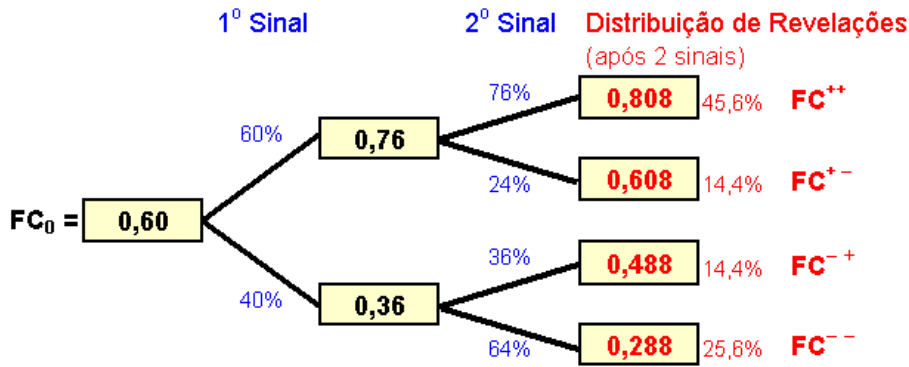 1º Sinal 2º Sinal Distribuição de Revelações
(após 2 sinais)
76% 0,808 45,6% FC⁺⁺
60% 0,76
24% 0,608 14,4% FC⁺⁻
FC₀ = 0,60
36% 0,488 14,4% FC⁻⁺
40% 0,36
64% 0,288 25,6% FC⁻⁻